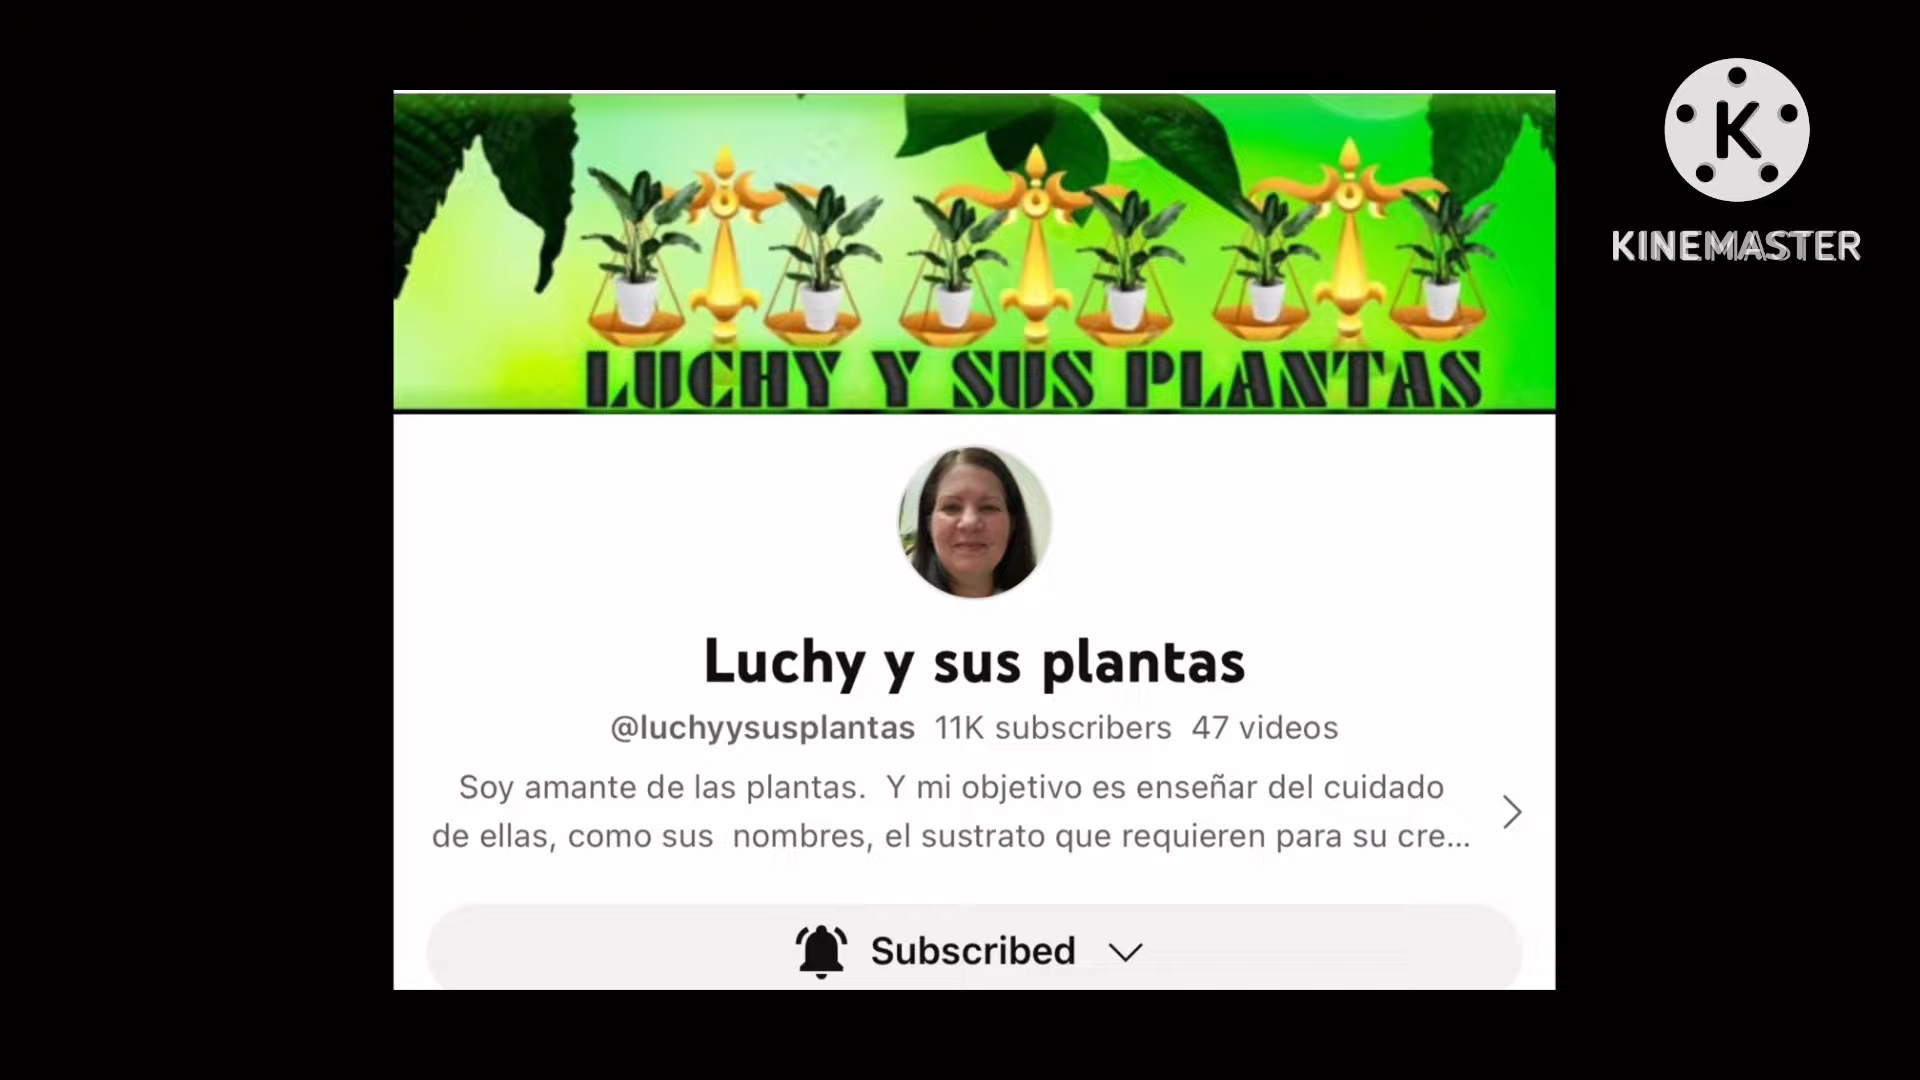 K
KINEMASTER
LUCHY Y SUS PLANTAS
Luchy y sus plantas
@luchyysusplantas 11K subscribers 47 videos
Soy amante de las plantas. Y mi objetivo es enseñar del cuidado
de ellas, como sus nombres, el sustrato que requieren para su cre...
Subscribed